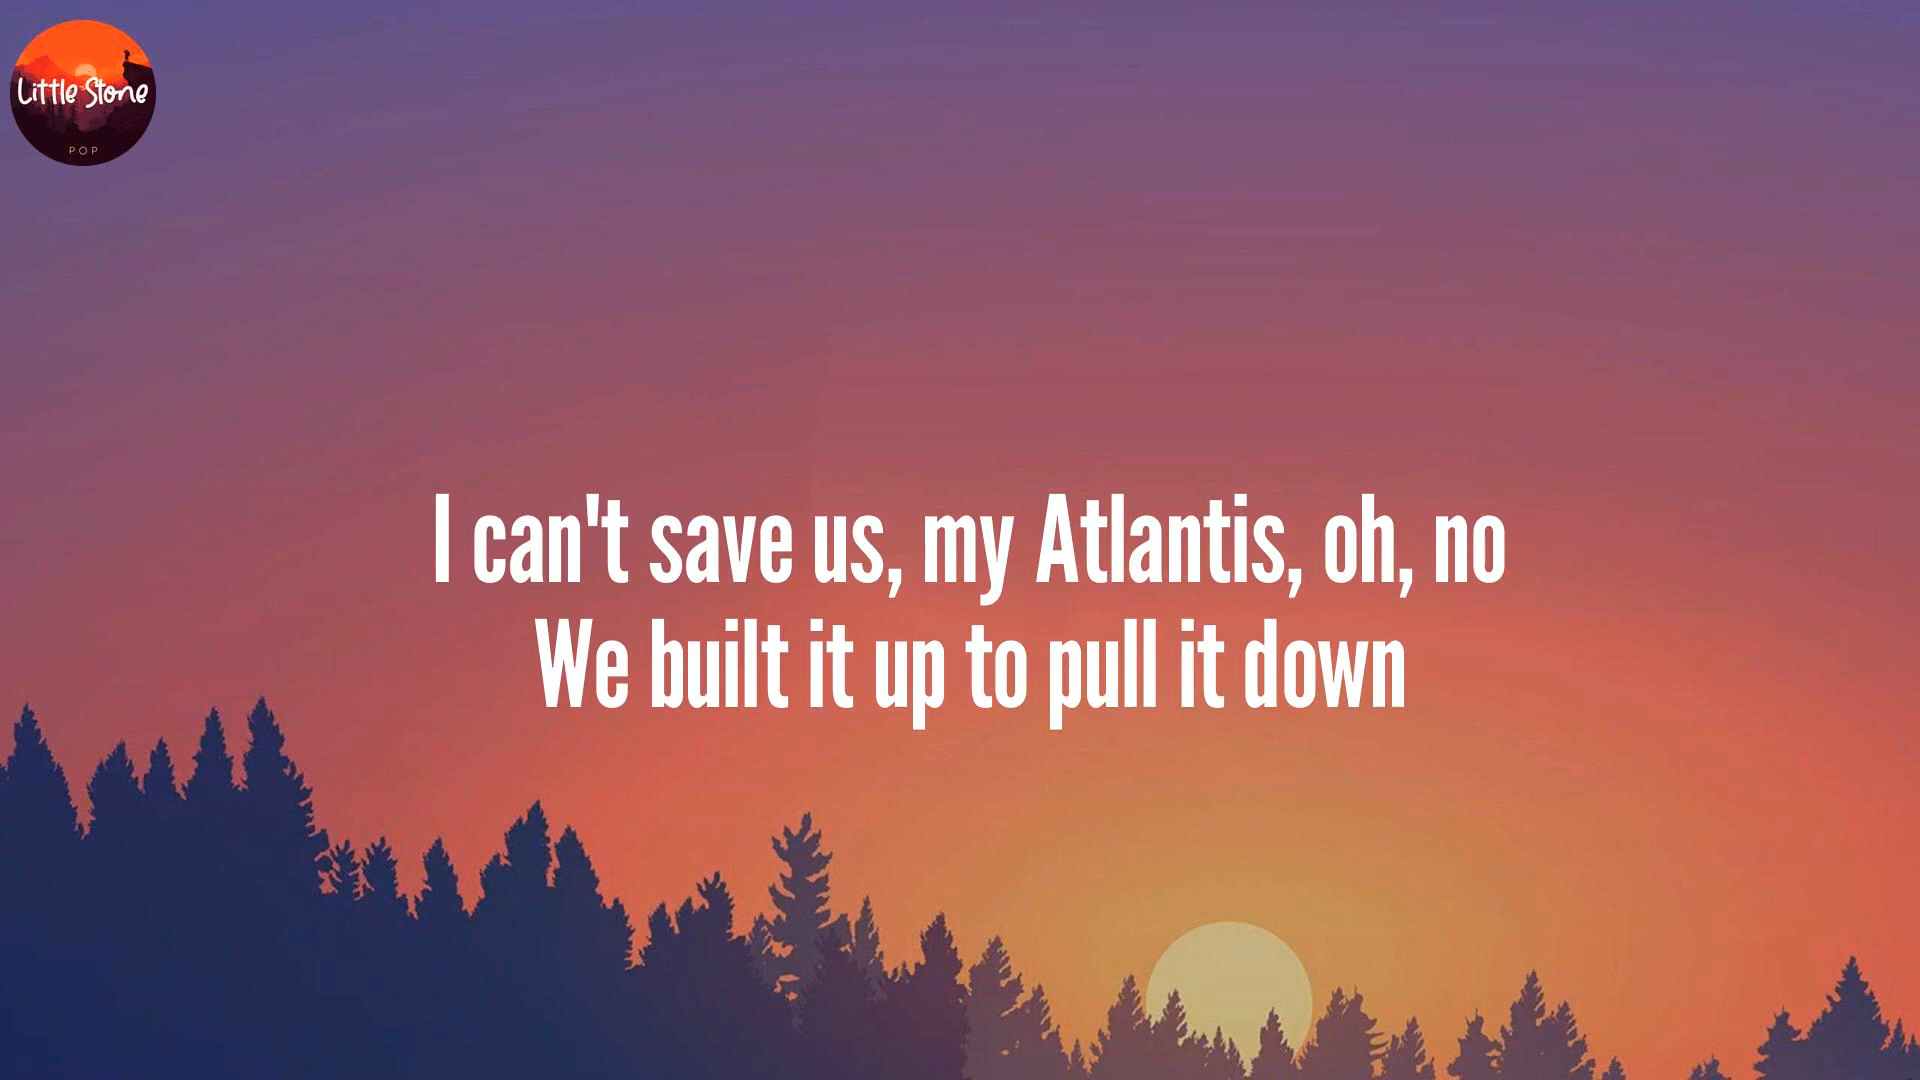 Little Stone
POP
I can't save us, my Atlantis, oh, no
We built it up to pull it down